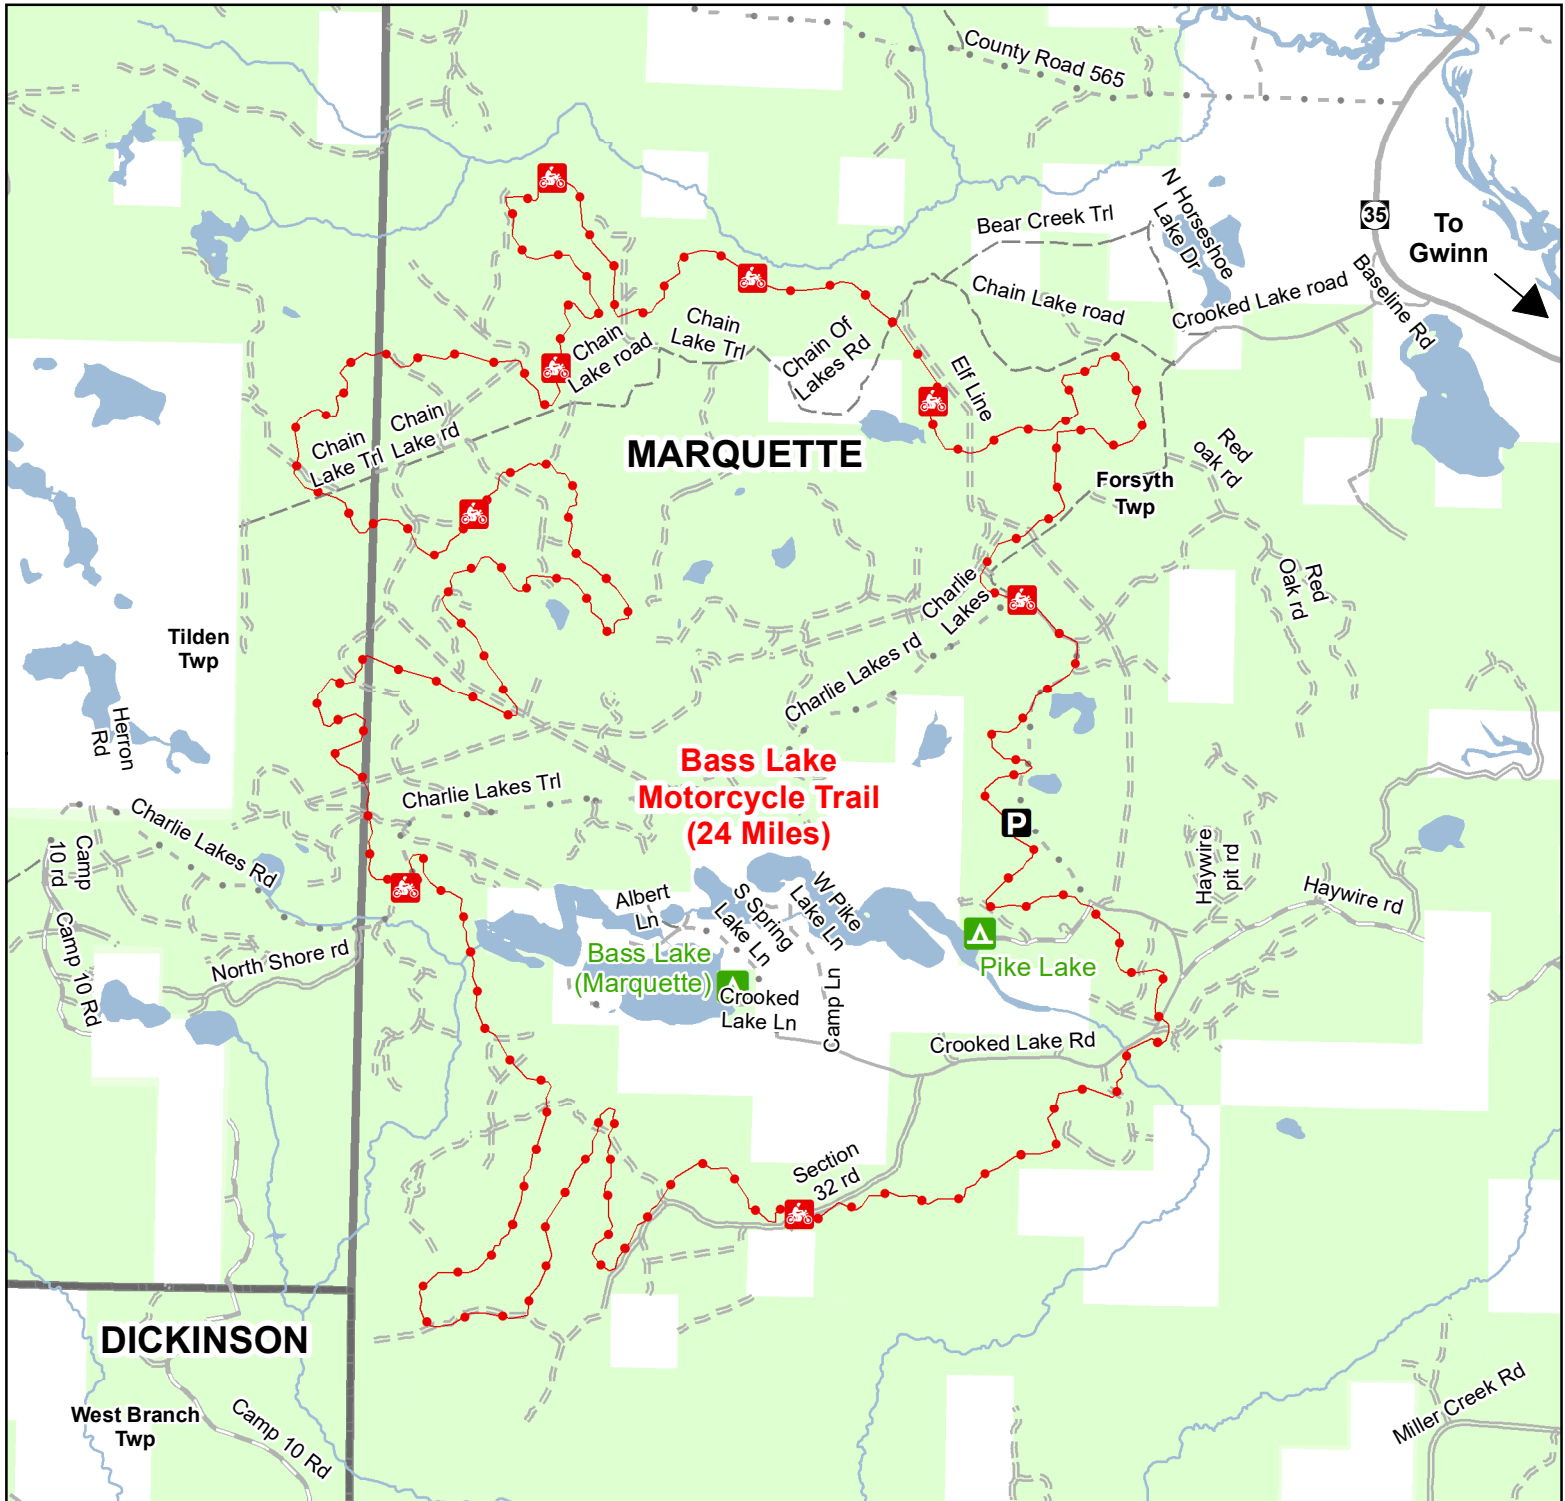 County Road 565
N Horseshoe
Lake Dr
35
To
Gwinn
Bear Creek Trl
Chain Lake road
Crooked Lake road
Baseline Rd
Chain
Lake Trl
Chain
Lake road
Chain Of
Lakes Rd
Elf Line
Chain
Lake rd
Chain
Lake Trl
MARQUETTE
Red
oak rd
Forsyth
Twp
Red
Oak rd
Charlie
Lakes
Charlie Lakes rd
Tilden
Twp
Herron
Rd
Bass Lake
Motorcycle Trail
(24 Miles)
Charlie Lakes Trl
Charlie Lakes Rd
P
Camp
10 rd
Haywire
pit rd
Haywire rd
Albert
Ln
S Spring
Lake Ln
W Pike
Lake Ln
Camp 10 Rd
North Shore rd
Bass Lake
(Marquette)
Pike Lake
Crooked
Lake Ln
Camp Ln
Crooked Lake Rd
Section
32 rd
DICKINSON
West Branch
Twp
Camp 10 Rd
Miller Creek Rd